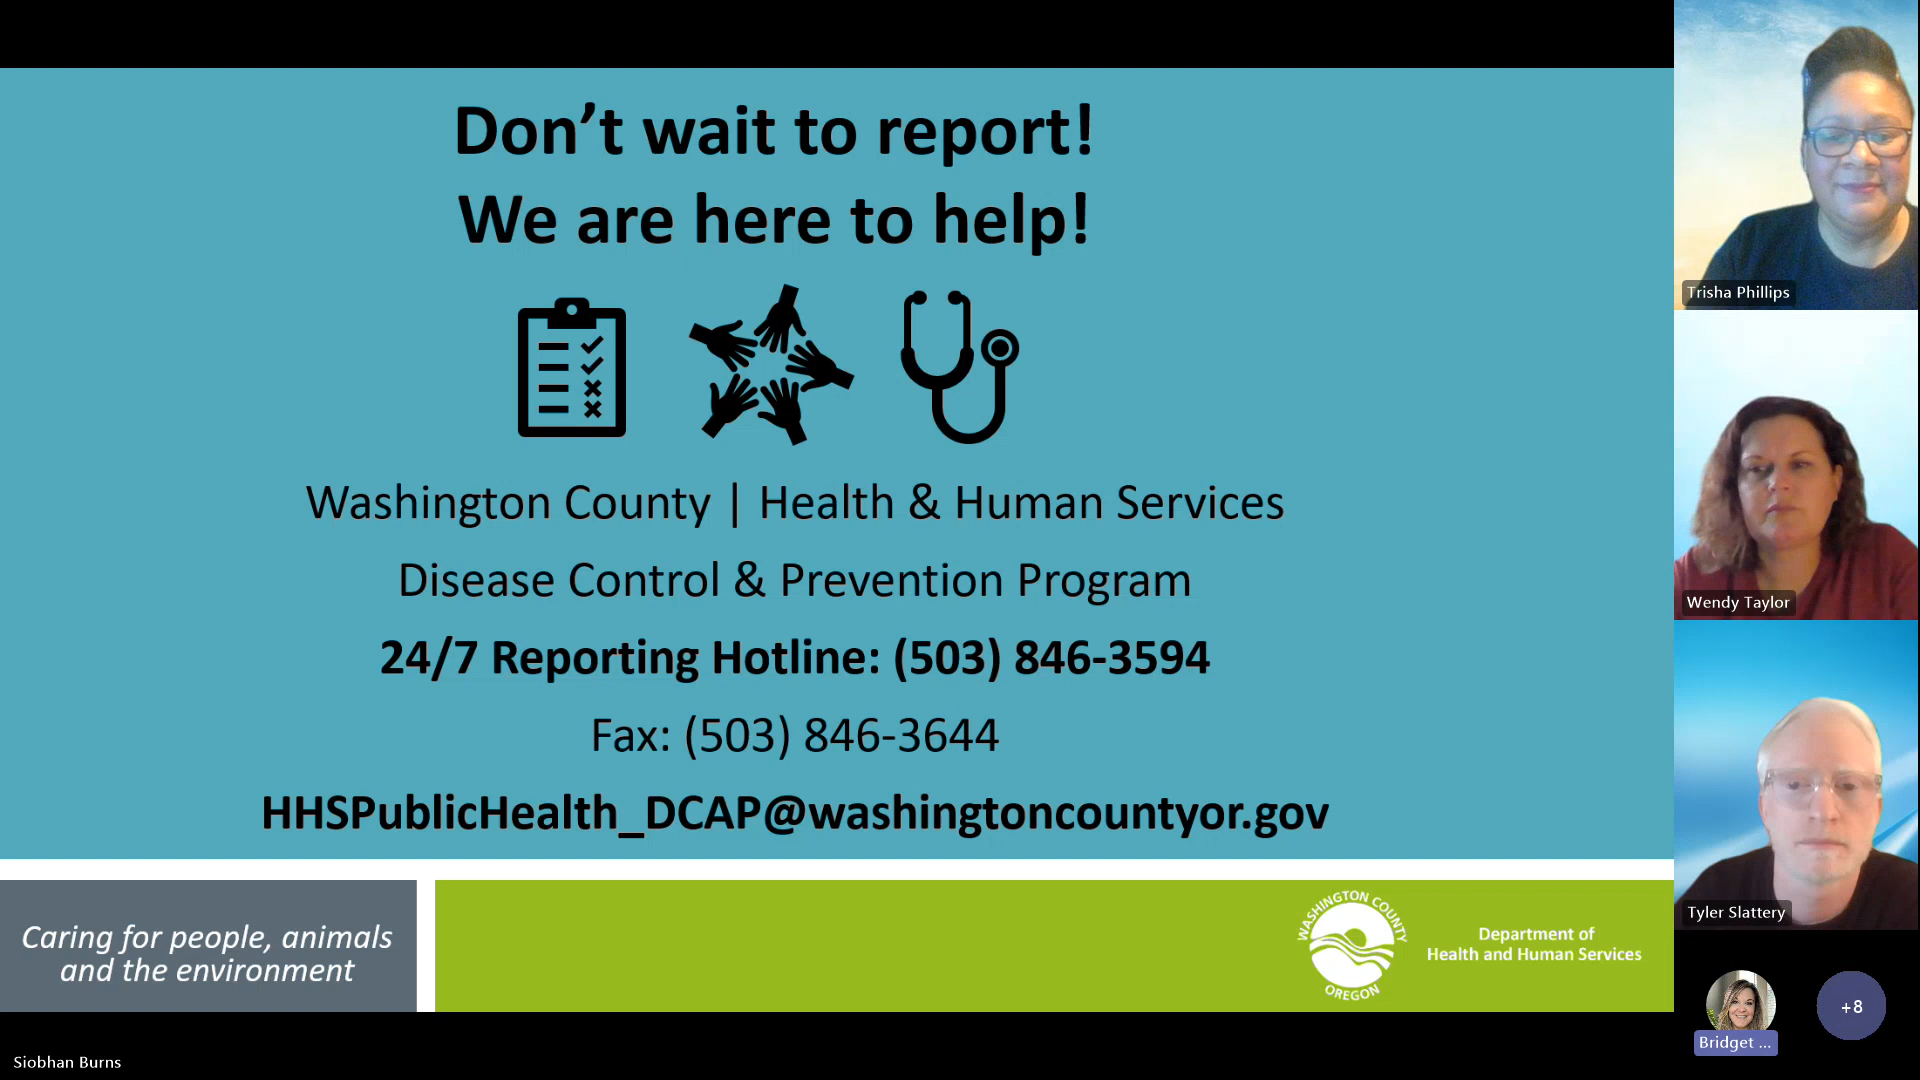 Don’t wait to report!
We are here to help!
Washington County | Health & Human Services
Disease Control & Prevention Program
24/7 Reporting Hotline: (503) 846-3594
Fax: (503) 846-3644
HHSPublicHealth_DCAP@washingtoncountyor.gov
Caring for people, animals
and the environment
WASHINGTON COUNTY
OREGON
Department of
Health and Human Services
Siobhan Burns
Trisha Phillips
Wendy Taylor
Tyler Slattery
Bridget ...
+8